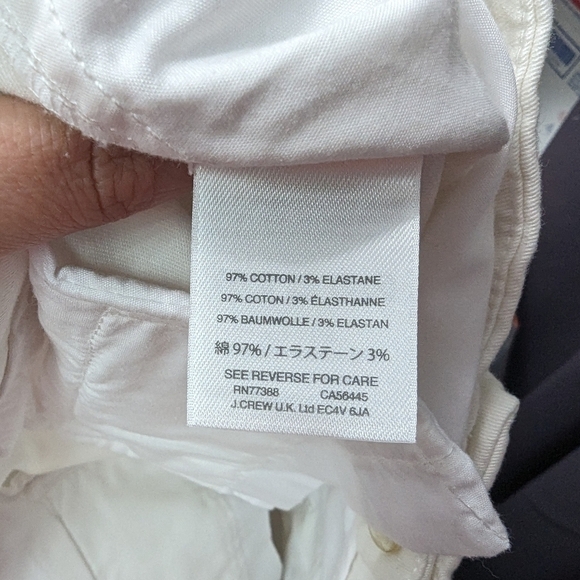 97% COTTON / 3% ELASTANE
97% COTON / 3% ÉLASTHANNE
97% BAUMWOLLE / 3% ELASTAN
綿 97% / エラステーン 3%
SEE REVERSE FOR CARE
RN77388 CA56445
J.CREW U.K. Ltd EC4V 6JA